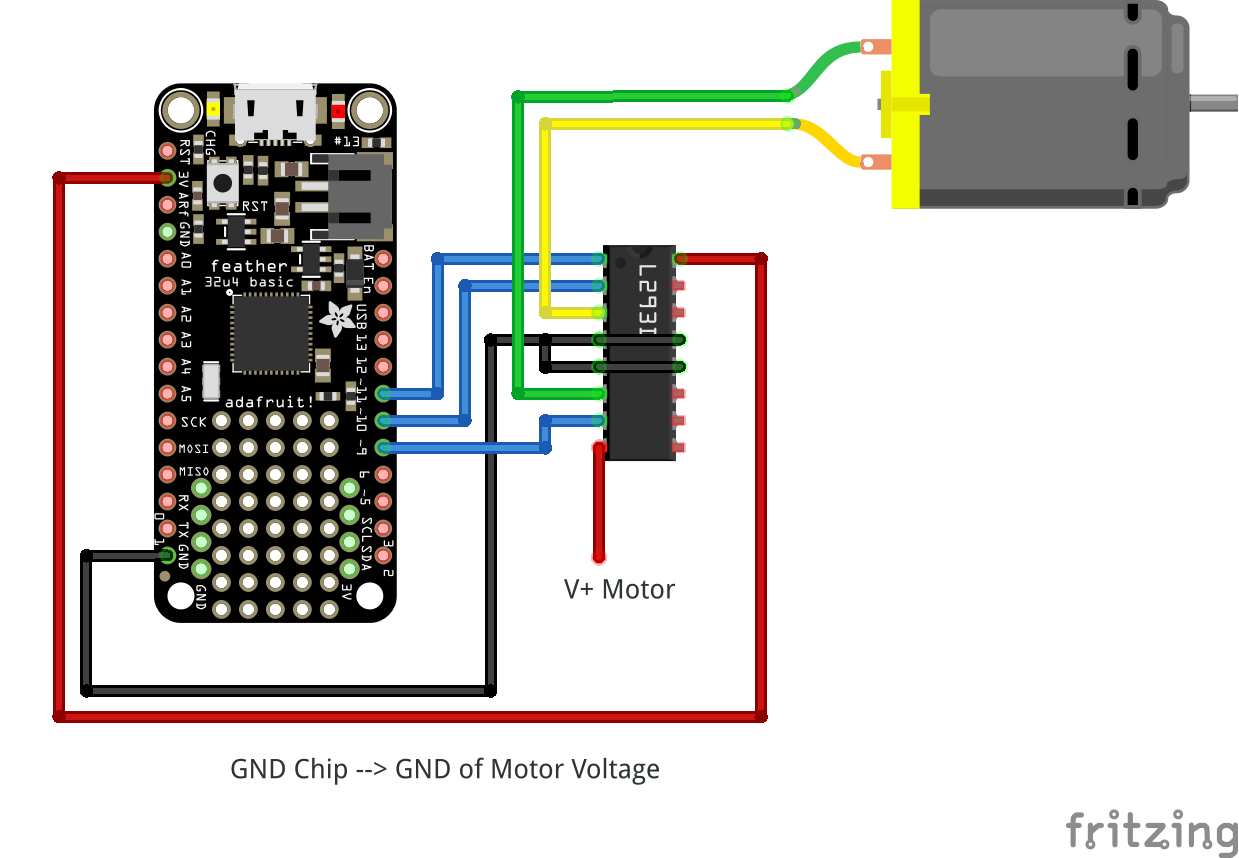 CHG
#13
RST
3V
ARf
GND
A0
A1
A2
A3
A4
A5
SCK
MOSI
MISO
RX
0
TX
1
GND
RST
feather
32u4 basic
adafruit!
BAT
En
USB
13
12
~11
~10
~9
6
~5
SCL
3
SDA
2
GND
3V
L293
V+ Motor
GND Chip --> GND of Motor Voltage
fritzing